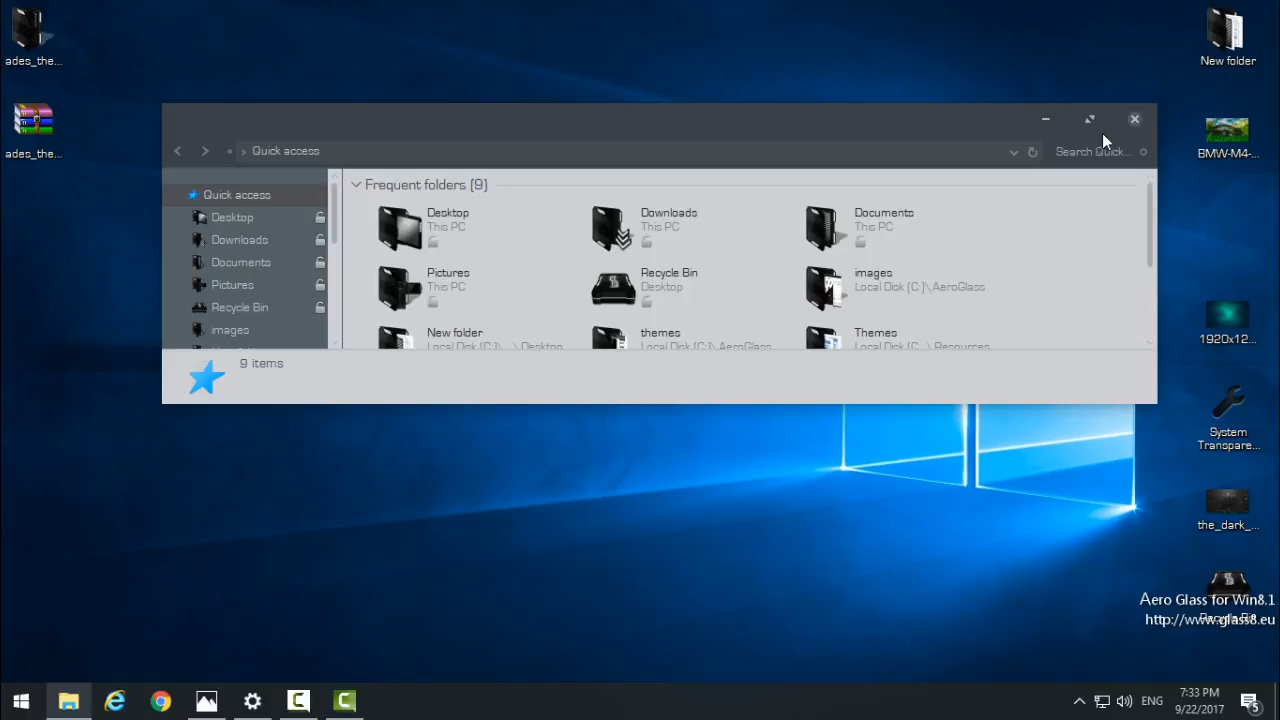 ades_the...
ades_the...
New folder
BMW-M4-...
1920x12...
System
Transpare...
the_dark_...
Quick access
Search Quick...
Quick access
Desktop
Downloads
Documents
Pictures
Recycle Bin
images
Frequent folders (9)
Desktop
This PC
Downloads
This PC
Documents
This PC
Pictures
This PC
Recycle Bin
Desktop
images
Local Disk (C:)\AeroGlass
New folder
Local Disk (C:)\...\Desktop
themes
Local Disk (C:)\AeroGlass
Themes
Local Disk (C...\Resources
9 items
Aero Glass for Win8.1
http://www.glass8.eu
Recycle Bin
ENG
7:33 PM
9/22/2017
5